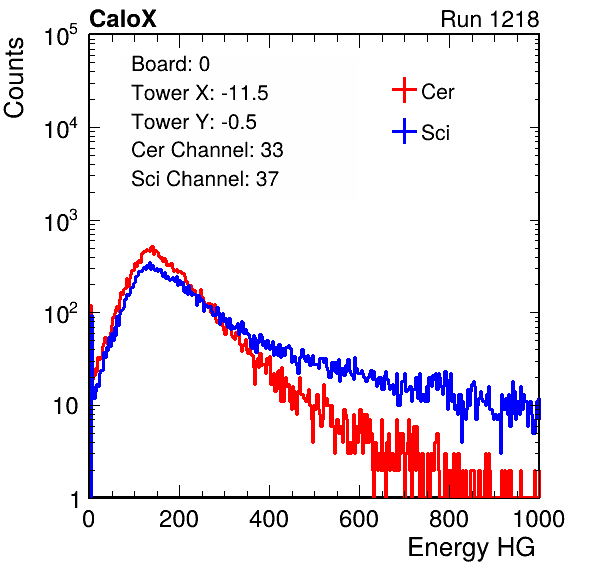 CaloX Run 1218
Counts
Board: 0
Tower X: -11.5
Tower Y: -0.5
Cer Channel: 33
Sci Channel: 37
Cer
Sci
10^5
10^4
10^3
10^2
10
1
0 200 400 600 800 1000
Energy HG